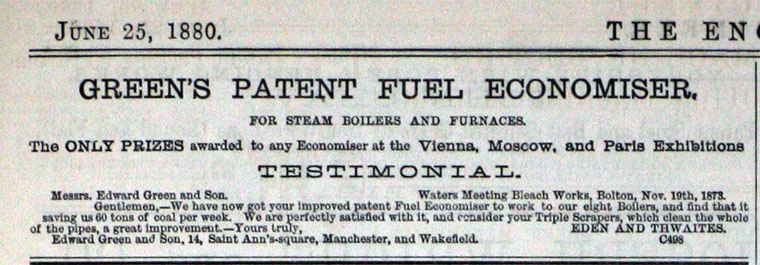 JUNE 25, 1880. THE EN
GREEN'S PATENT FUEL ECONOMISER,
FOR STEAM BOILERS AND FURNACES.
The ONLY PRIZES awarded to any Economiser at the Vienna, Moscow, and Paris Exhibitions
TESTIMONIAL.
Messrs. Edward Green and Son. Waters Meeting Bleach Works, Bolton, Nov. 19th, 1873.
Gentlemen,—We have now got your improved patent Fuel Economiser to work to our eight Boilers, and find that it
saving us 60 tons of coal per week. We are perfectly satisfied with it, and consider your Triple Scrapers, which clean the whole
of the pipes, a great improvement.—Yours truly, EDEN AND THWAITES.
Edward Green and Son, 14, Saint Ann's-square, Manchester, and Wakefield. C498